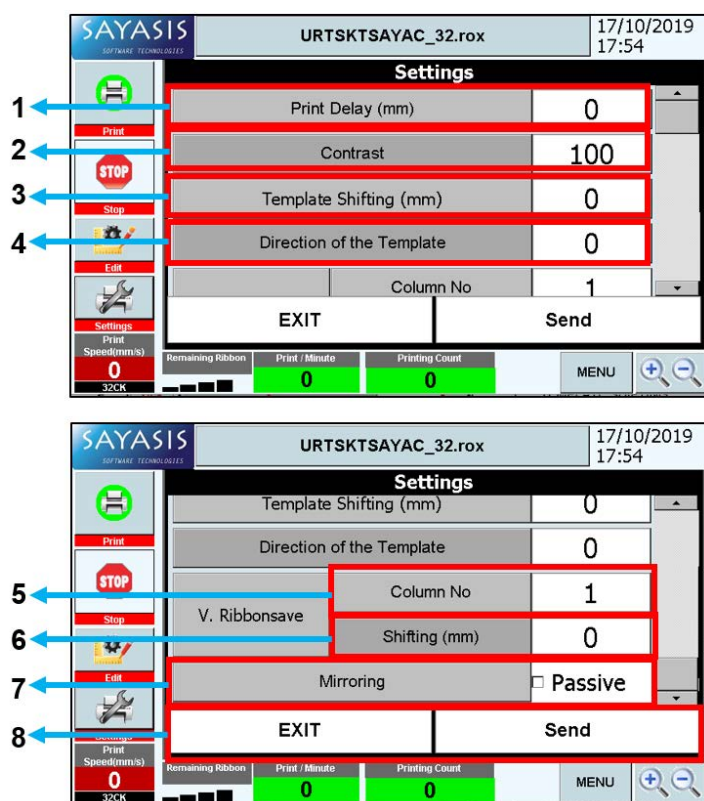 SAYASIS
SOFTWARE TECHNOLOGIES
URTSKTSAYAC_32.rox
17/10/2019
17:54
Settings
Print
1
Print Delay (mm)
0
2
Contrast
100
STOP
Stop
3
Template Shifting (mm)
0
4
Direction of the Template
0
Edit
Column No
1
Settings
EXIT
Send
Print
Speed(mm/s)
0
32CK
Remaining Ribbon
Print / Minute
0
Printing Count
0
MENU
SAYASIS
SOFTWARE TECHNOLOGIES
URTSKTSAYAC_32.rox
17/10/2019
17:54
Settings
Print
Template Shifting (mm)
0
Direction of the Template
0
STOP
Stop
5
V. Ribbonsave
Column No
1
6
Shifting (mm)
0
Edit
7
Mirroring
Passive
Settings
8
EXIT
Send
Print
Speed(mm/s)
0
32CK
Remaining Ribbon
Print / Minute
0
Printing Count
0
MENU